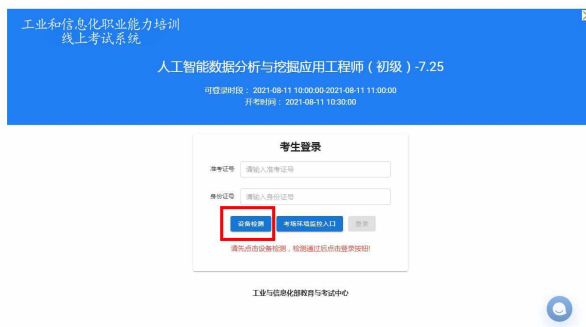 工业和信息化职业能力培训
线上考试系统
人工智能数据分析与挖掘应用工程师（初级）-7.25
可登录时段： 2021-08-11 10:00:00-2021-08-11 11:00:00
开考时间： 2021-08-11 10:30:00
考生登录
准考证号 请输入准考证号
身份证号 请输入身份证号
设备检测 考场环境监控入口 登录
请先点击设备检测，检测通过后点击登录按钮!
工业与信息化部教育与考试中心